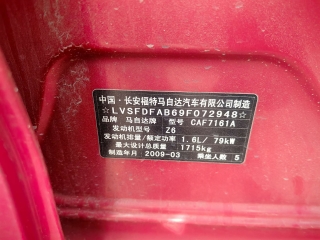 中国·长安福特马自达汽车有限公司制造
☆LVSFDFAB69F072948☆
品牌 马自达牌 型号 CAF7161A
发动机型号 Z6
发动机排量/额定功率 1.6L/ 79kW
最大设计总质量 1715kg
制造年月 2009-03 乘坐人数 5